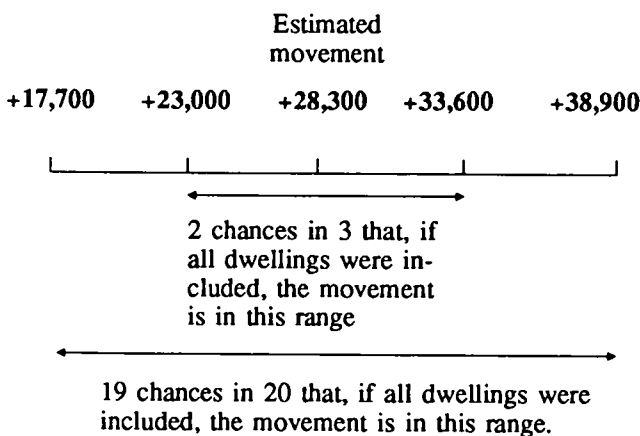 Estimated
movement
+17,700 +23,000 +28,300 +33,600 +38,900
2 chances in 3 that, if
all dwellings were in-
cluded, the movement
is in this range
19 chances in 20 that, if all dwellings were
included, the movement is in this range.